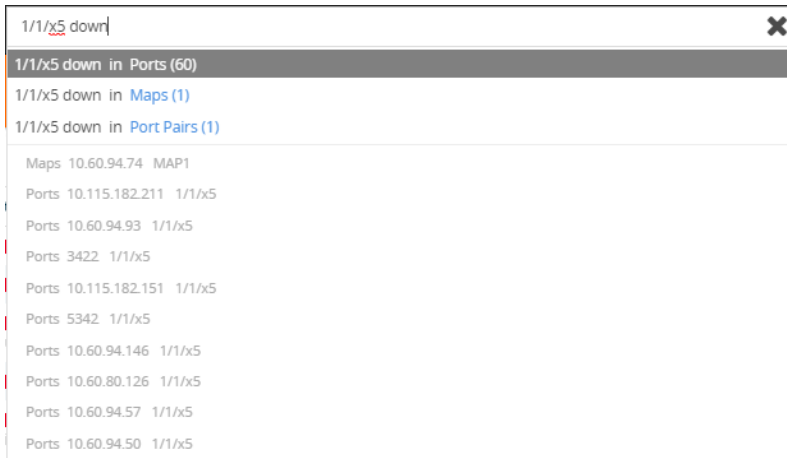 1/1/x5 down
1/1/x5 down in Ports (60)
1/1/x5 down in Maps (1)
1/1/x5 down in Port Pairs (1)
Maps 10.60.94.74 MAP1
Ports 10.115.182.211 1/1/x5
Ports 10.60.94.93 1/1/x5
Ports 3422 1/1/x5
Ports 10.115.182.151 1/1/x5
Ports 5342 1/1/x5
Ports 10.60.94.146 1/1/x5
Ports 10.60.80.126 1/1/x5
Ports 10.60.94.57 1/1/x5
Ports 10.60.94.50 1/1/x5